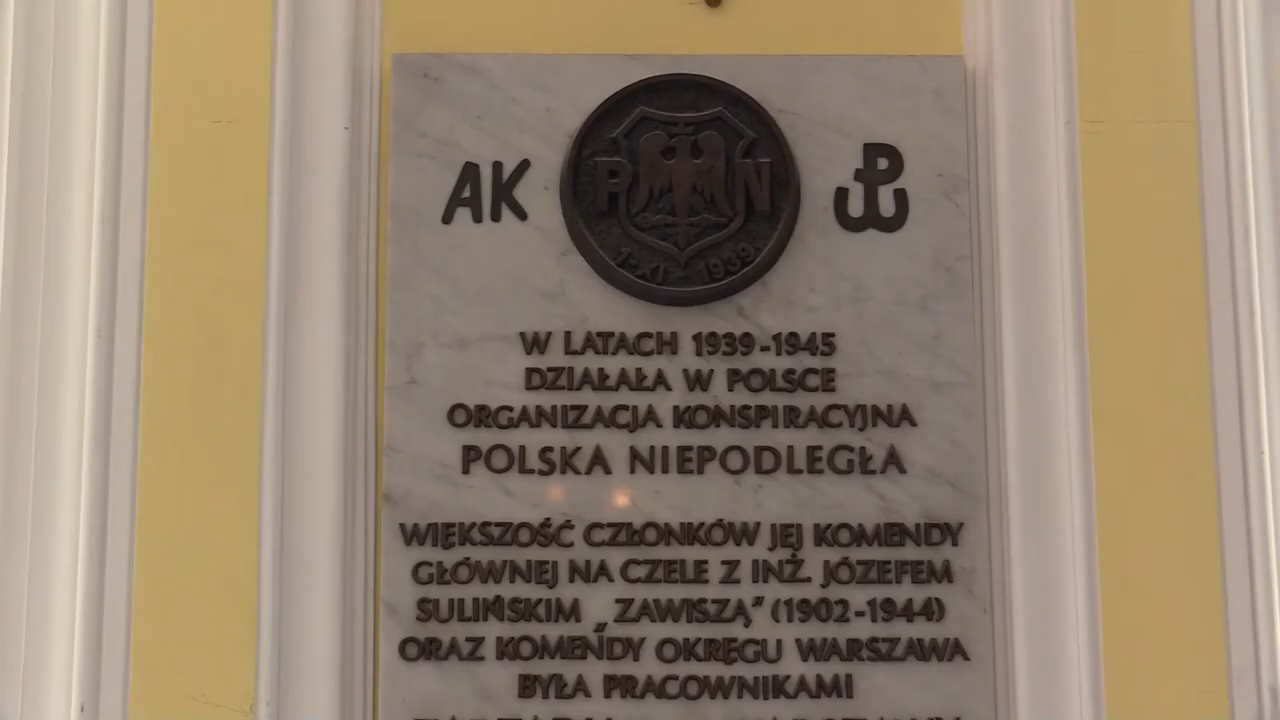 AK
P N
1-XI-1939
W LATACH 1939-1945
DZIAŁAŁA W POLSCE
ORGANIZACJA KONSPIRACYJNA
POLSKA NIEPODLEGŁA
WIĘKSZOŚĆ CZŁONKÓW JEJ KOMENDY
GŁÓWNEJ NA CZELE Z INŻ. JÓZEFEM
SULIŃSKIM „ZAWISZĄ" (1902-1944)
ORAZ KOMENDY OKRĘGU WARSZAWA
BYŁA PRACOWNIKAMI